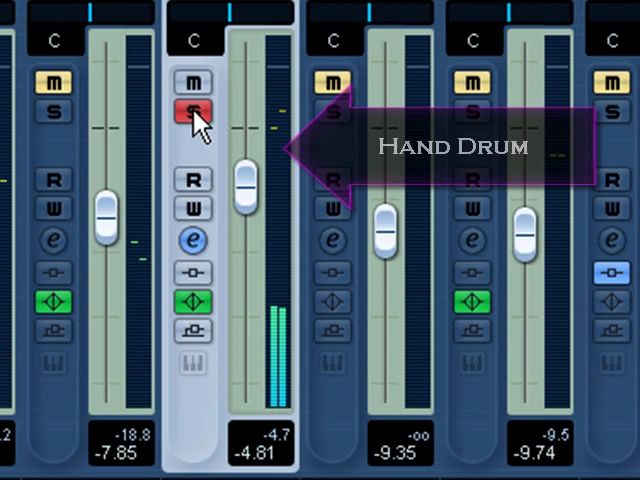 C C C C C
m m m m m
S S S S S
HAND DRUM
R R R R R
W W W W W
e e e e e
.2 -18.8 -4.7 -oo -9.5
-7.85 -4.81 -9.35 -9.74